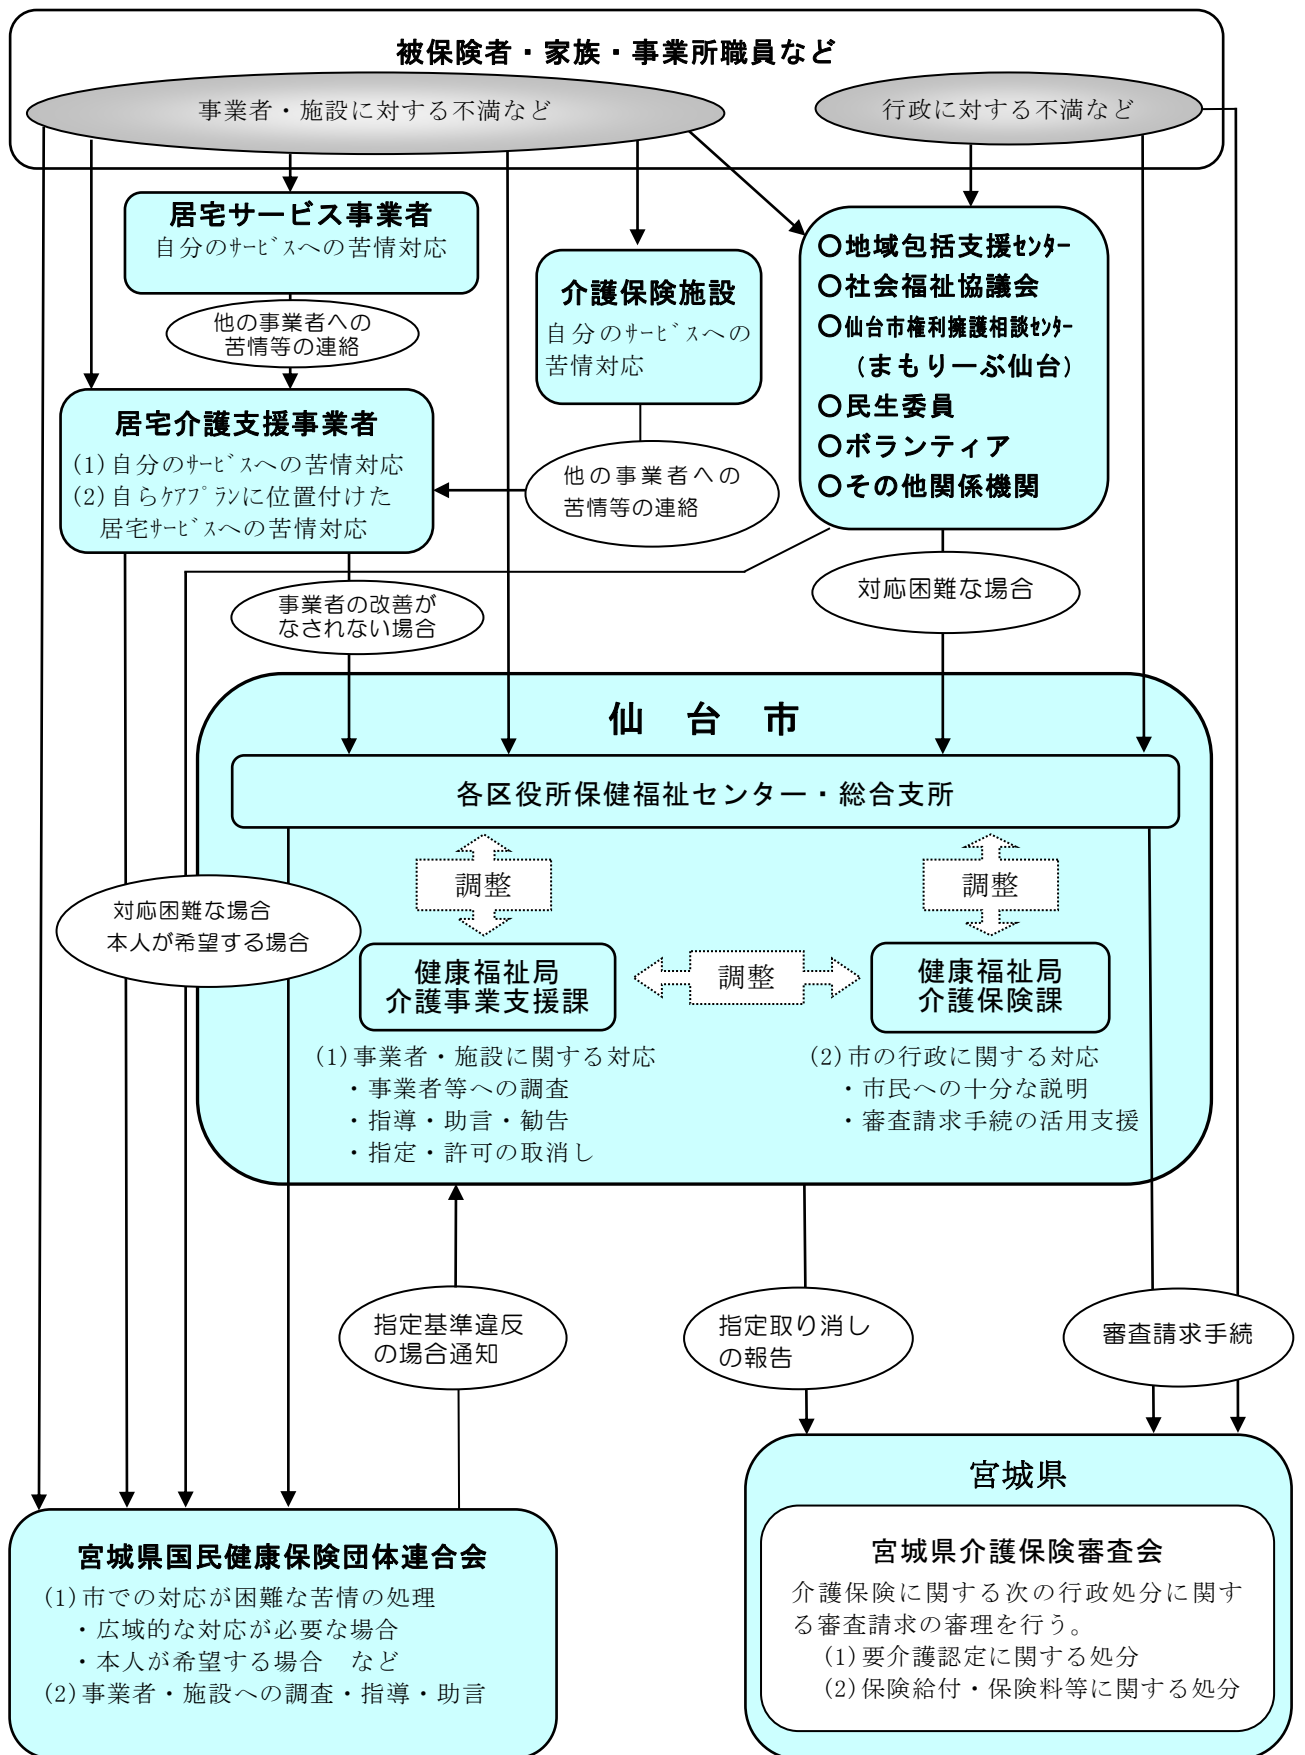 被保険者・家族・事業所職員など
事業者・施設に対する不満など
行政に対する不満など
居宅サービス事業者
自分のｻｰﾋﾞｽへの苦情対応
他の事業者への
苦情等の連絡
介護保険施設
自分のｻｰﾋﾞｽへの
苦情対応
○地域包括支援ｾﾝﾀｰ
○社会福祉協議会
○仙台市権利擁護相談ｾﾝﾀｰ
(まもりーぶ仙台)
○民生委員
○ボランティア
○その他関係機関
居宅介護支援事業者
(1)自分のｻｰﾋﾞｽへの苦情対応
(2)自らｹｱﾌﾟﾗﾝに位置付けた
居宅ｻｰﾋﾞｽへの苦情対応
他の事業者への
苦情等の連絡
事業者の改善が
なされない場合
対応困難な場合
仙 台 市
各区役所保健福祉センター・総合支所
調整
調整
対応困難な場合
本人が希望する場合
健康福祉局
介護事業支援課
調整
健康福祉局
介護保険課
(1)事業者・施設に関する対応
・事業者等への調査
・指導・助言・勧告
・指定・許可の取消し
(2)市の行政に関する対応
・市民への十分な説明
・審査請求手続の活用支援
指定基準違反
の場合通知
指定取り消し
の報告
審査請求手続
宮城県
宮城県介護保険審査会
介護保険に関する次の行政処分に関す
る審査請求の審理を行う。
(1)要介護認定に関する処分
(2)保険給付・保険料等に関する処分
宮城県国民健康保険団体連合会
(1)市での対応が困難な苦情の処理
・広域的な対応が必要な場合
・本人が希望する場合　など
(2)事業者・施設への調査・指導・助言